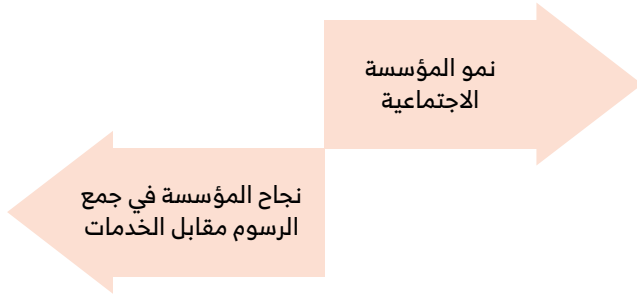 نمو المؤسسة
الاجتماعية
نجاح المؤسسة في جمع
الرسوم مقابل الخدمات